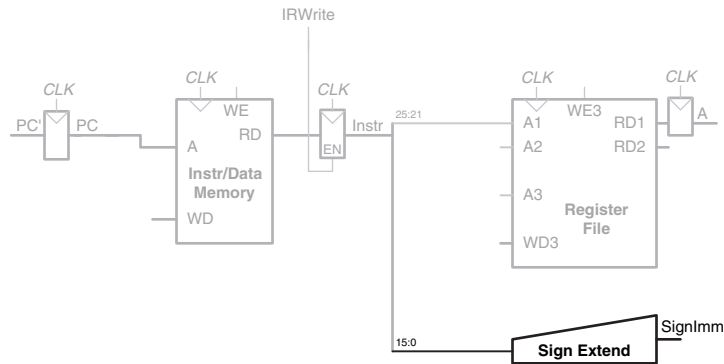 IRWrite
CLK
CLK
CLK
CLK
CLK
PC'
PC
WE
RD
A
Instr/Data
Memory
WD
EN
Instr
25:21
WE3
A1
RD1
A
A2
RD2
A3
Register
File
WD3
SignImm
15:0
Sign Extend